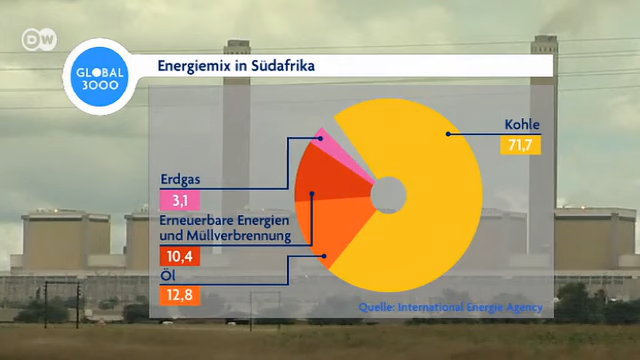 DW
GLOBAL
3000
Energiemix in Südafrika
Kohle
71,7
Erdgas
3,1
Erneuerbare Energien
und Müllverbrennung
10,4
Öl
12,8
Quelle: International Energie Agency